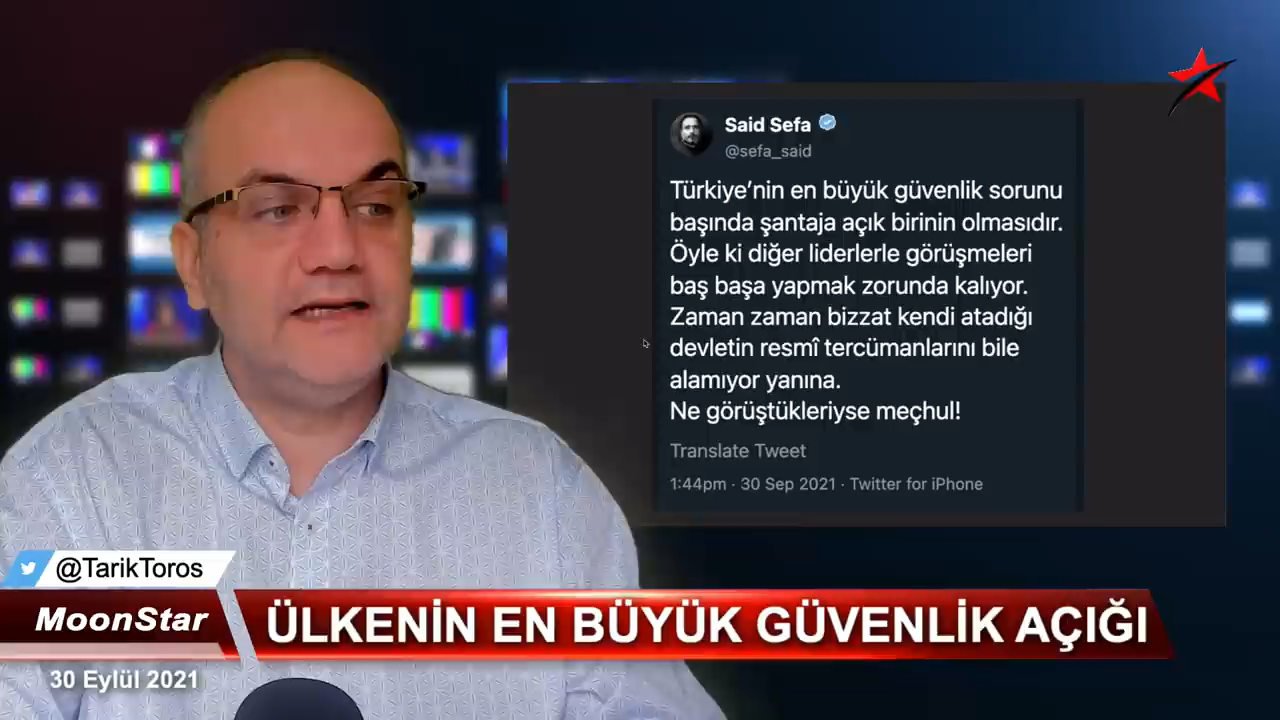 Said Sefa
@sefa_said
Türkiye’nin en büyük güvenlik sorunu
başında şantaja açık birinin olmasıdır.
Öyle ki diğer liderlerle görüşmeleri
baş başa yapmak zorunda kalıyor.
Zaman zaman bizzat kendi atadığı
devletin resmî tercümanlarını bile
alamıyor yanına.
Ne görüştükleriyse meçhul!
Translate Tweet
1:44pm · 30 Sep 2021 · Twitter for iPhone
@TarikToros
MoonStar
ÜLKENİN EN BÜYÜK GÜVENLİK AÇIĞI
30 Eylül 2021